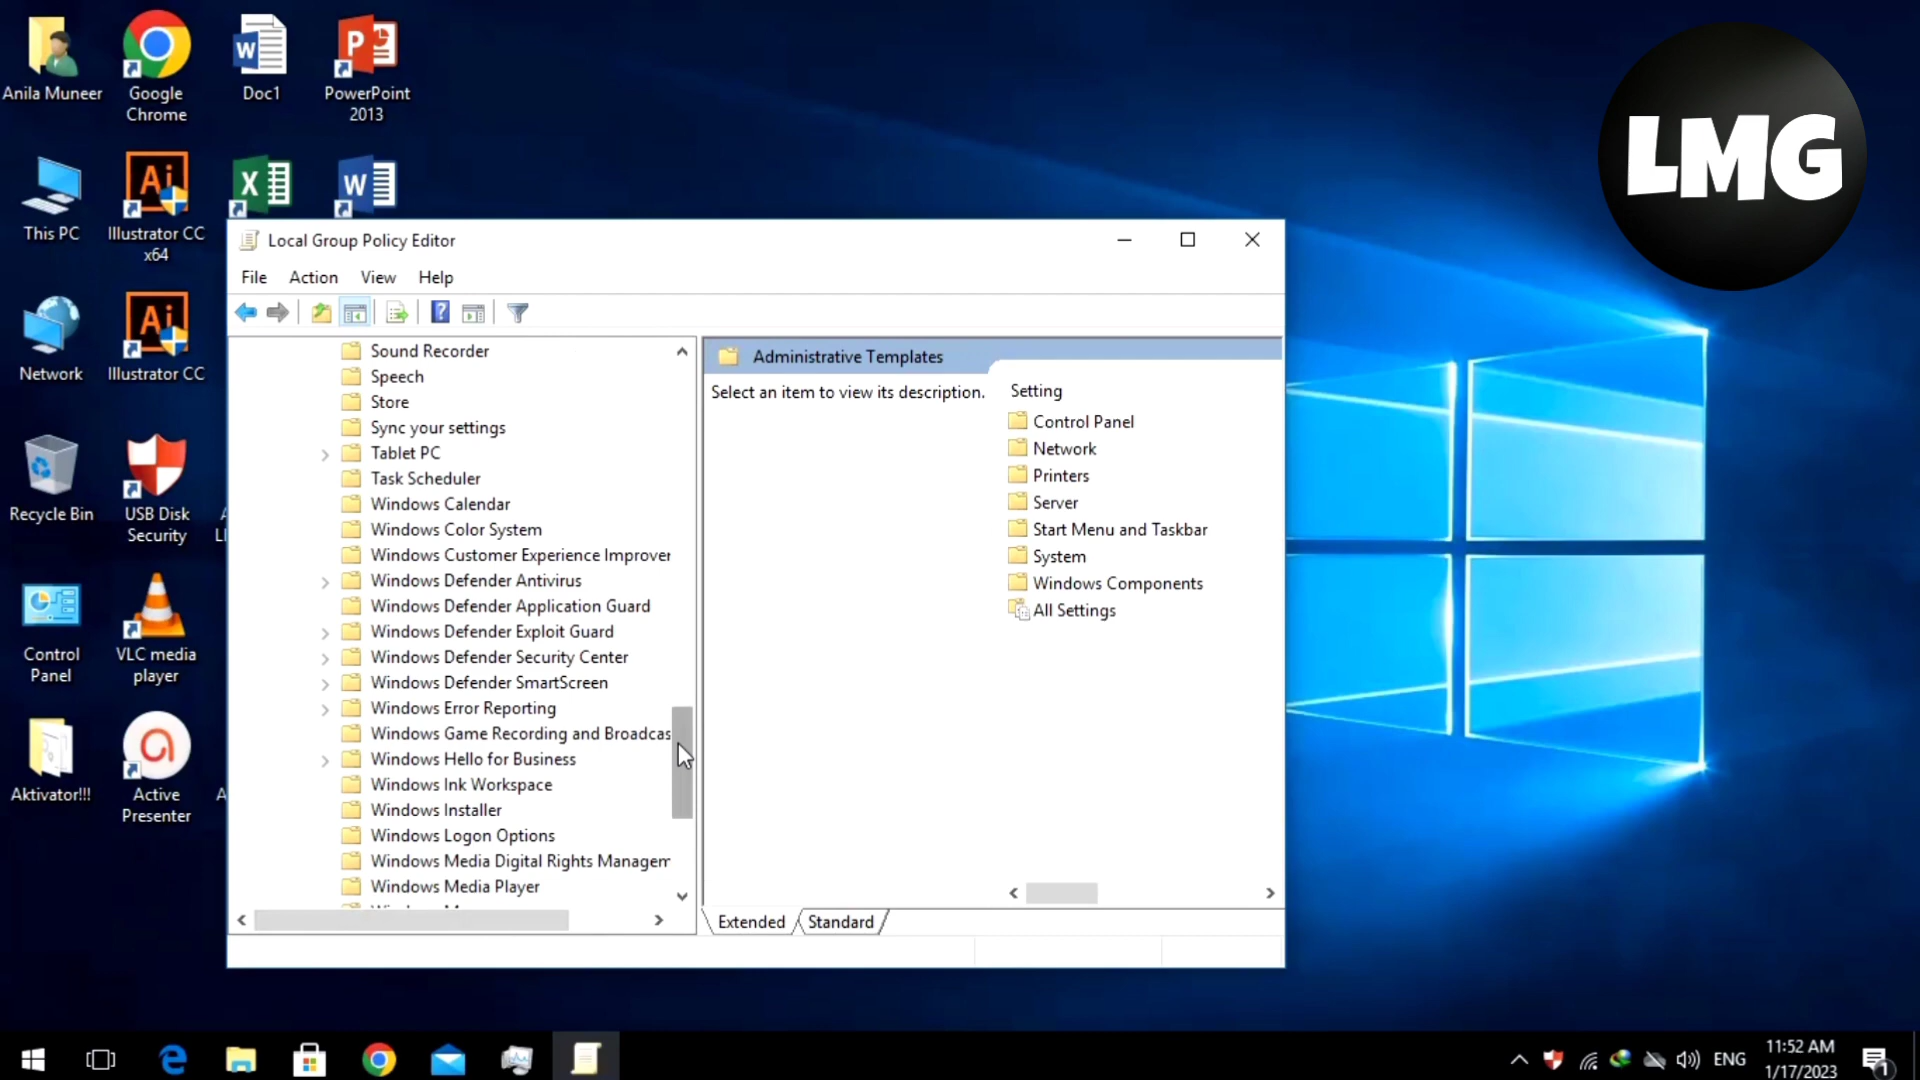 Anila Muneer
Google
Chrome
Doc1
PowerPoint
2013
This PC
Illustrator CC
x64
Network
Illustrator CC
Recycle Bin
USB Disk
Security
Control
Panel
VLC media
player
Aktivator!!!
Active
Presenter
LMG
Local Group Policy Editor
File Action View Help
Sound Recorder
Speech
Store
Sync your settings
Tablet PC
Task Scheduler
Windows Calendar
Windows Color System
Windows Customer Experience Improver
Windows Defender Antivirus
Windows Defender Application Guard
Windows Defender Exploit Guard
Windows Defender Security Center
Windows Defender SmartScreen
Windows Error Reporting
Windows Game Recording and Broadcas
Windows Hello for Business
Windows Ink Workspace
Windows Installer
Windows Logon Options
Windows Media Digital Rights Managem
Windows Media Player
Administrative Templates
Select an item to view its description.
Setting
Control Panel
Network
Printers
Server
Start Menu and Taskbar
System
Windows Components
All Settings
Extended Standard
ENG
11:52 AM
1/17/2023
1